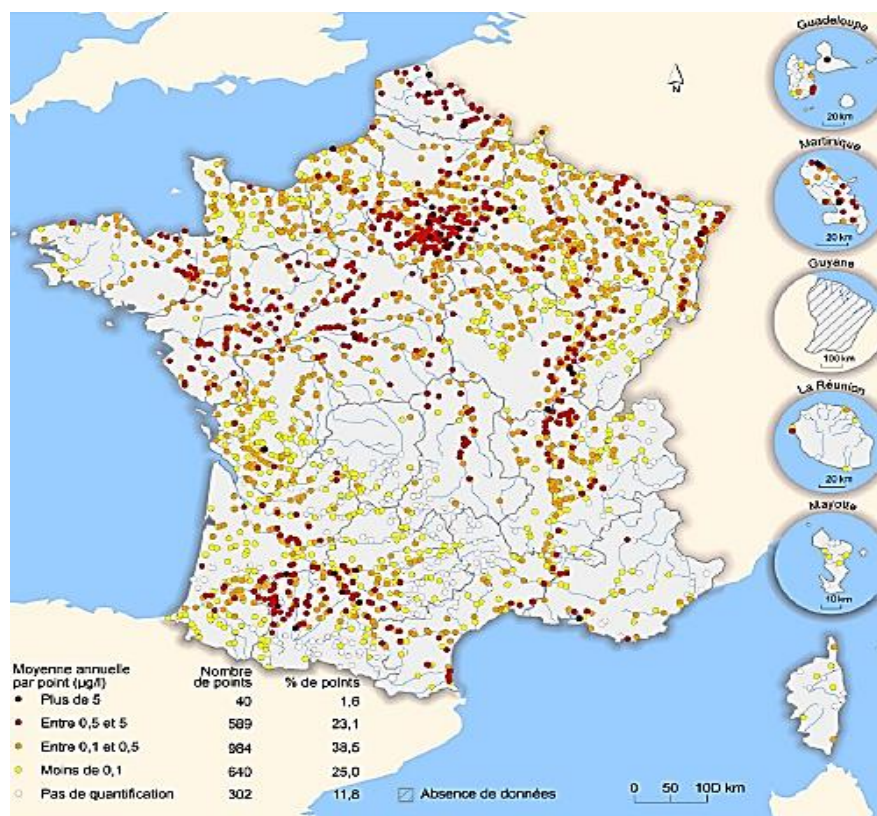 Guadeloupe
20 km
N
Martinique
20 km
Guyane
100 km
La Réunion
20 km
Mayotte
10 km
Moyenne annuelle par point (µg/l) Nombre de points % de points
Plus de 5 40 1,6
Entre 0,5 et 5 589 23,1
Entre 0,1 et 0,5 984 38,5
Moins de 0,1 640 25,0
Pas de quantification 302 11,8
Absence de données
0 50 100 km